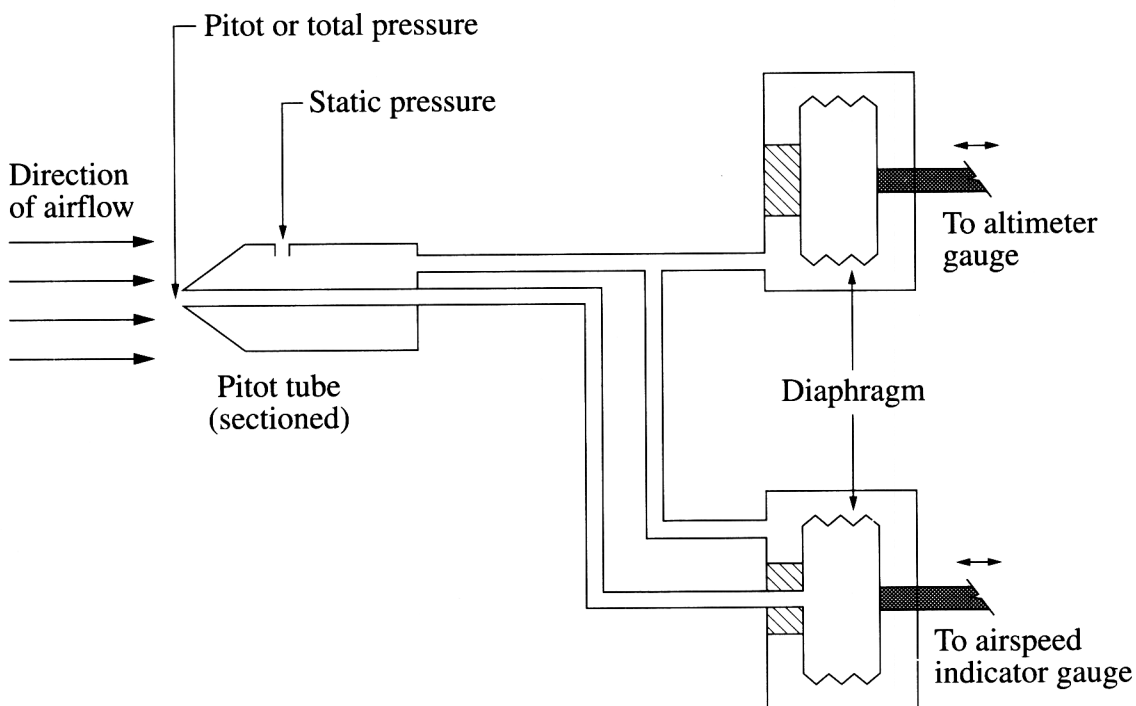 Pitot or total pressure
Static pressure
Direction
of airflow
To altimeter
gauge
Pitot tube
(sectioned)
Diaphragm
To airspeed
indicator gauge